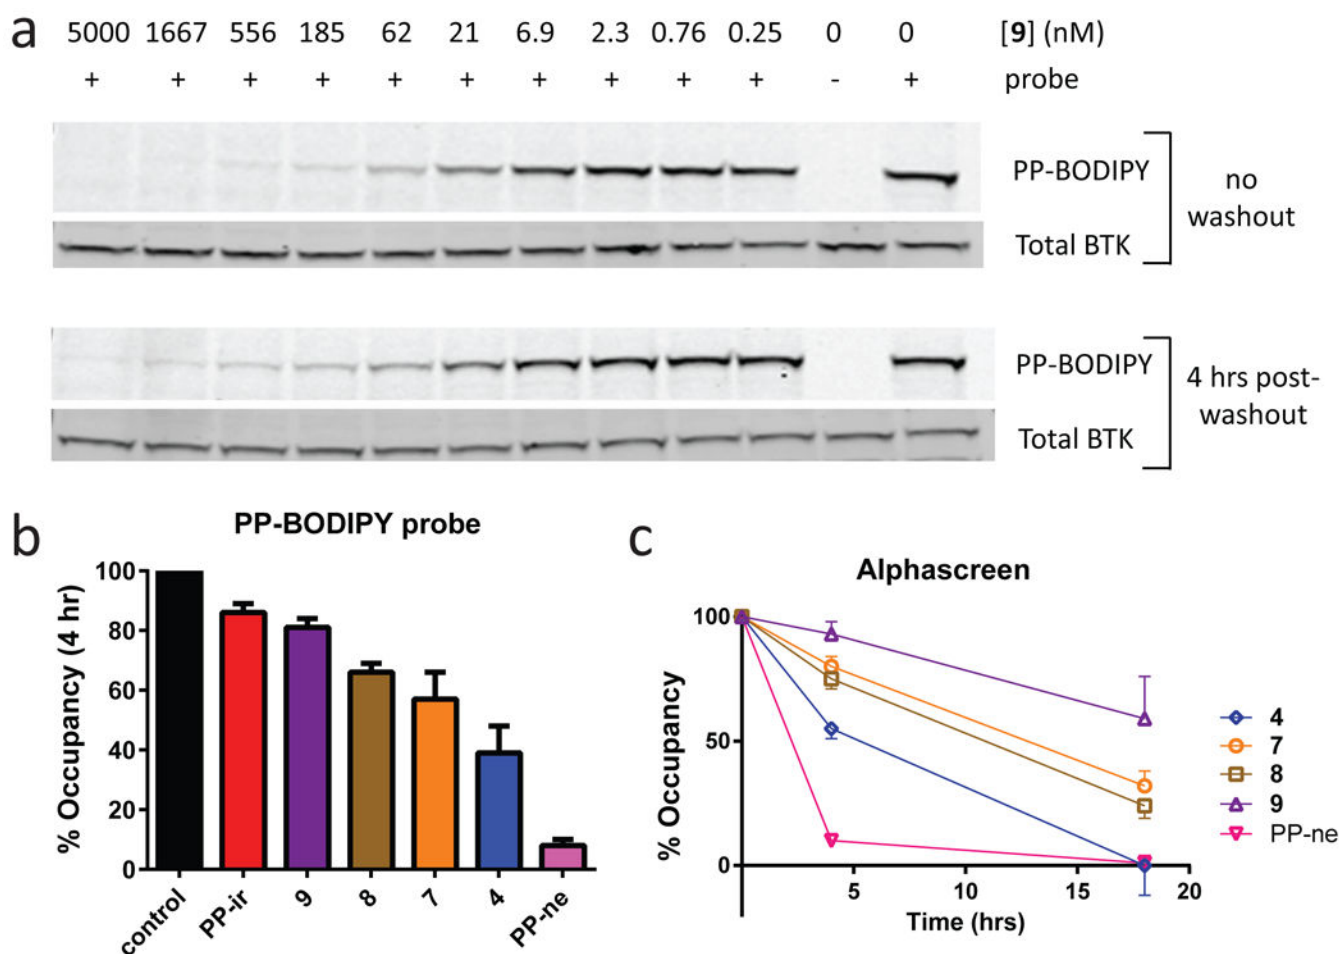 a
5000 1667 556 185 62 21 6.9 2.3 0.76 0.25 0 0 [9] (nM)
+ + + + + + + + + + - + probe
PP-BODIPY
no
washout
Total BTK
PP-BODIPY
4 hrs post-
washout
Total BTK
b
PP-BODIPY probe
% Occupancy (4 hr)
100
80
60
40
20
0
control PP-ir 9 8 7 4 PP-ne
c
Alphascreen
% Occupancy
100
50
0
5 10 15 20
Time (hrs)
4
7
8
9
PP-ne